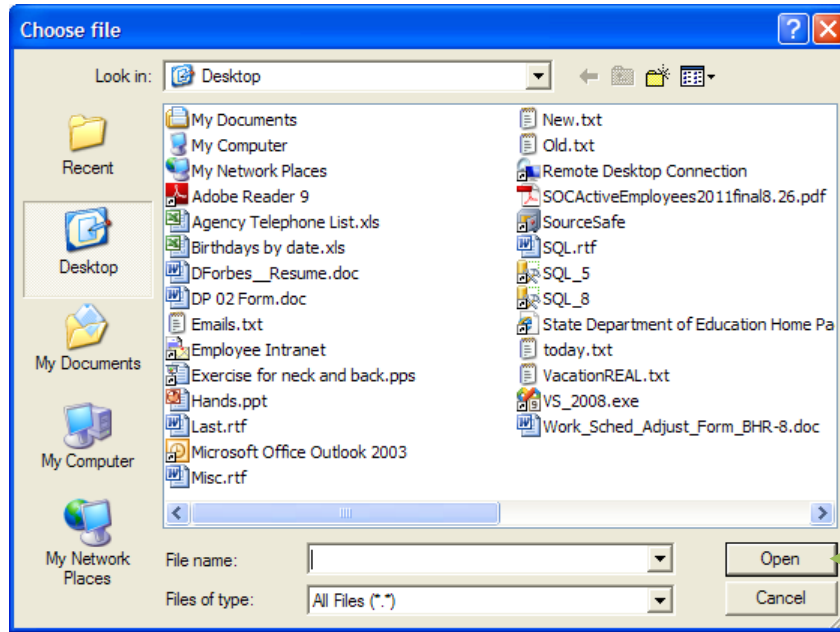 Choose file
Look in: Desktop
Recent
Desktop
My Documents
My Computer
My Network
Places
My Documents
My Computer
My Network Places
Adobe Reader 9
Agency Telephone List.xls
Birthdays by date.xls
DForbes__Resume.doc
DP 02 Form.doc
Emails.txt
Employee Intranet
Exercise for neck and back.pps
Hands.ppt
Last.rtf
Microsoft Office Outlook 2003
Misc.rtf
New.txt
Old.txt
Remote Desktop Connection
SOCActiveEmployees2011final8.26.pdf
SourceSafe
SQL.rtf
SQL_5
SQL_8
State Department of Education Home Pa
today.txt
VacationREAL.txt
VS_2008.exe
Work_Sched_Adjust_Form_BHR-8.doc
File name:
Open
Files of type: All Files (*.*)
Cancel